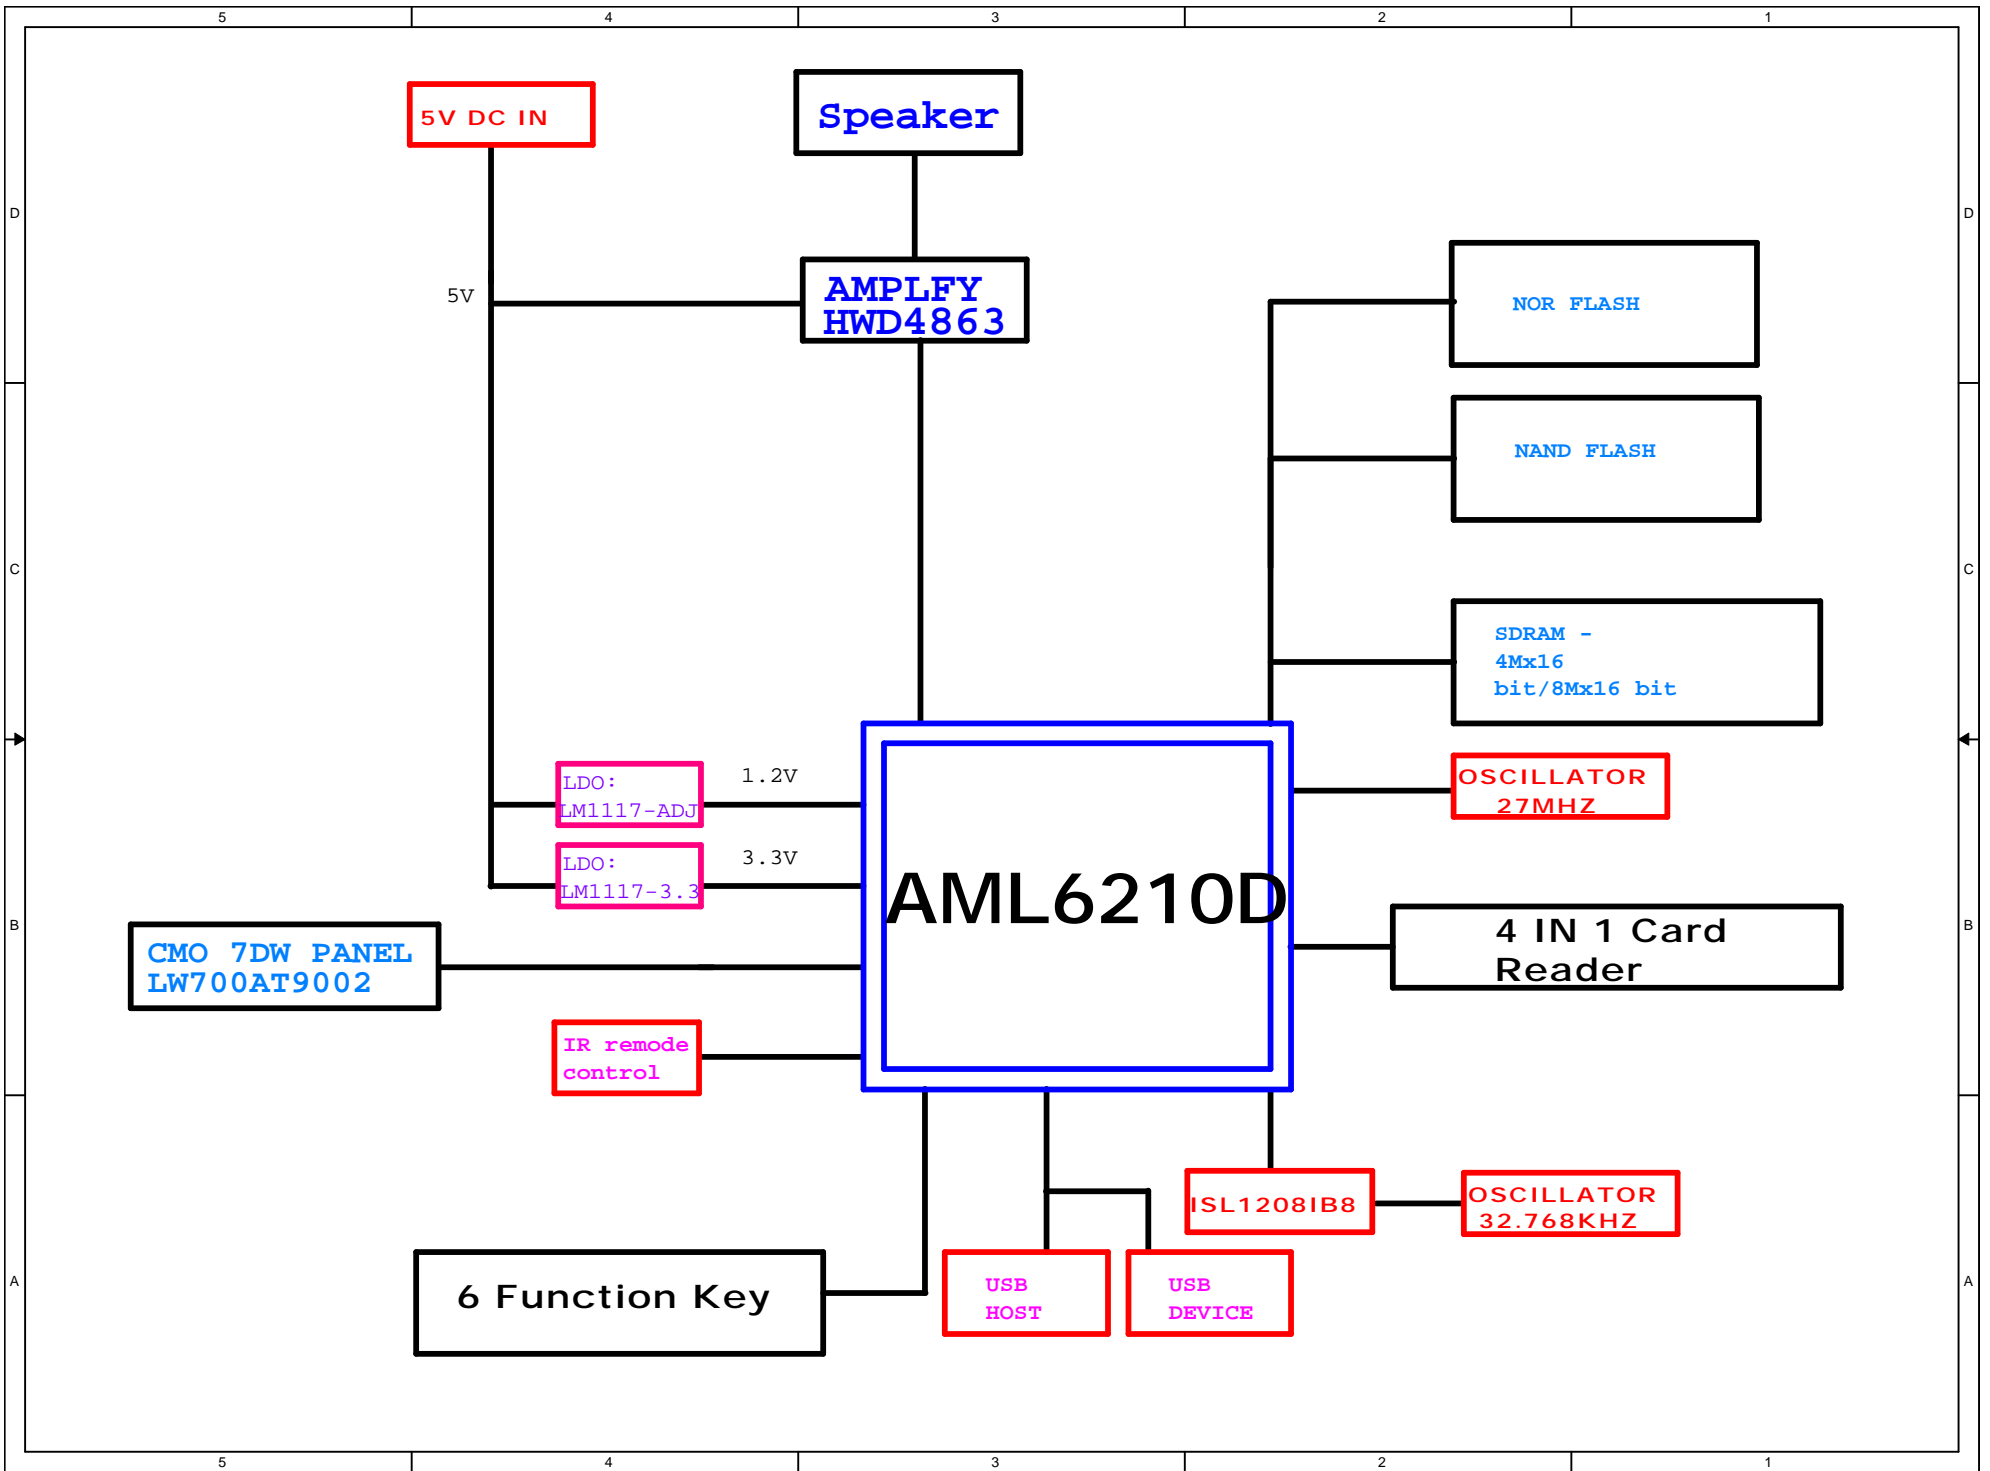 5 4 3 2 1
5V DC IN
Speaker
D
D
5V
AMPLFY
HWD4863
NOR FLASH
NAND FLASH
C
C
SDRAM -
4Mx16
bit/8Mx16 bit
LDO:
LM1117-ADJ
1.2V
OSCILLATOR
27MHZ
LDO:
LM1117-3.3
3.3V
AML6210D
B
B
4 IN 1 Card
Reader
CMO 7DW PANEL
LW700AT9002
IR remode
control
ISL1208IB8
OSCILLATOR
32.768KHZ
A
A
6 Function Key
USB
HOST
USB
DEVICE
5 4 3 2 1